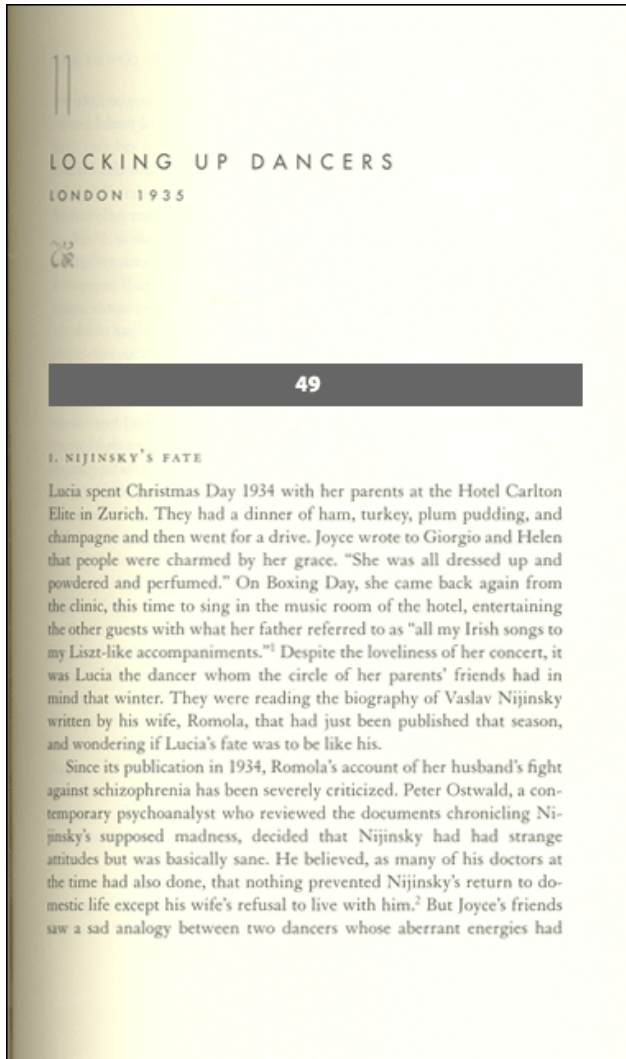 11
LOCKING UP DANCERS
LONDON 1935
49
I. NIJINSKY'S FATE
Lucia spent Christmas Day 1934 with her parents at the Hotel Carlton
Elite in Zurich. They had a dinner of ham, turkey, plum pudding, and
champagne and then went for a drive. Joyce wrote to Giorgio and Helen
that people were charmed by her grace. “She was all dressed up and
powdered and perfumed.” On Boxing Day, she came back again from
the clinic, this time to sing in the music room of the hotel, entertaining
the other guests with what her father referred to as “all my Irish songs to
my Liszt-like accompaniments.”¹ Despite the loveliness of her concert, it
was Lucia the dancer whom the circle of her parents’ friends had in
mind that winter. They were reading the biography of Vaslav Nijinsky
written by his wife, Romola, that had just been published that season,
and wondering if Lucia’s fate was to be like his.
Since its publication in 1934, Romola’s account of her husband’s fight
against schizophrenia has been severely criticized. Peter Ostwald, a con-
temporary psychoanalyst who reviewed the documents chronicling Ni-
jinsky’s supposed madness, decided that Nijinsky had had strange
attitudes but was basically sane. He believed, as many of his doctors at
the time had also done, that nothing prevented Nijinsky’s return to do-
mestic life except his wife’s refusal to live with him.² But Joyce’s friends
saw a sad analogy between two dancers whose aberrant energies had